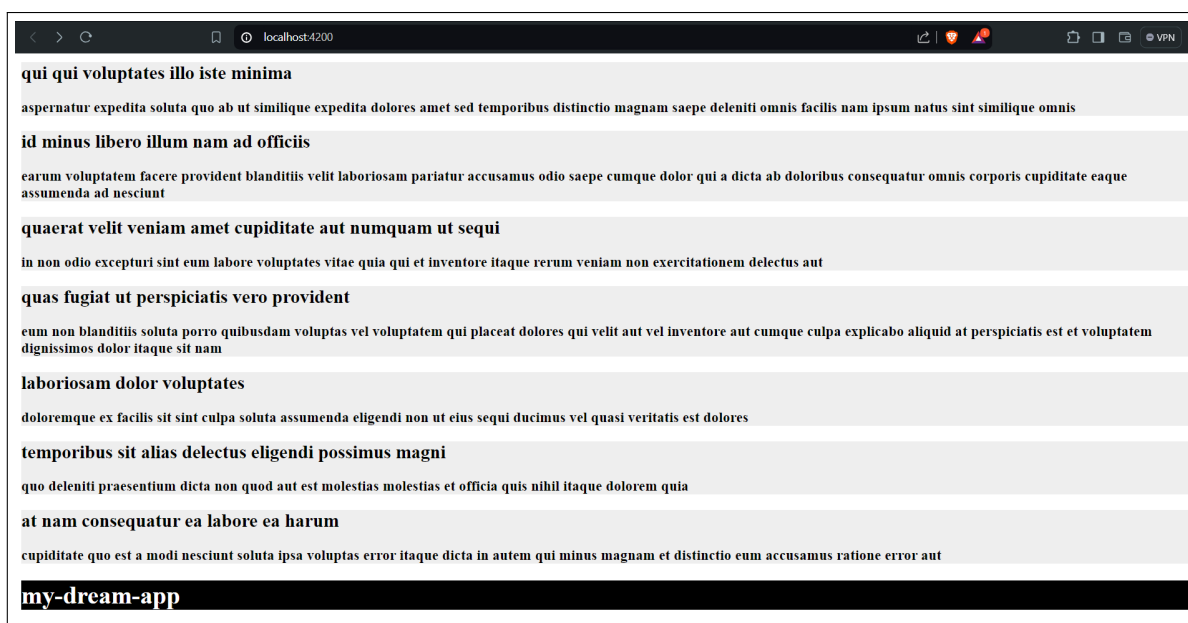 localhost:4200
1
VPN
qui qui voluptates illo iste minima
aspernatur expedita soluta quo ab ut similique expedita dolores amet sed temporibus distinctio magnam saepe deleniti omnis facilis nam ipsum natus sint similique omnis
id minus libero illum nam ad officiis
earum voluptatem facere provident blanditiis velit laboriosam pariatur accusamus odio saepe cumque dolor qui a dicta ab doloribus consequatur omnis corporis cupiditate eaque
assumenda ad nesciunt
quaerat velit veniam amet cupiditate aut numquam ut sequi
in non odio excepturi sint eum labore voluptates vitae quia qui et inventore itaque rerum veniam non exercitationem delectus aut
quas fugiat ut perspiciatis vero provident
eum non blanditiis soluta porro quibusdam voluptas vel voluptatem qui placeat dolores qui velit aut vel inventore aut cumque culpa explicabo aliquid at perspiciatis est et voluptatem
dignissimos dolor itaque sit nam
laboriosam dolor voluptates
doloremque ex facilis sit sint culpa soluta assumenda eligendi non ut eius sequi ducimus vel quasi veritatis est dolores
temporibus sit alias delectus eligendi possimus magni
quo deleniti praesentium dicta non quod aut est molestias molestias et officia quis nihil itaque dolorem quia
at nam consequatur ea labore ea harum
cupiditate quo est a modi nesciunt soluta ipsa voluptas error itaque dicta in autem qui minus magnam et distinctio eum accusamus ratione error aut
my-dream-app